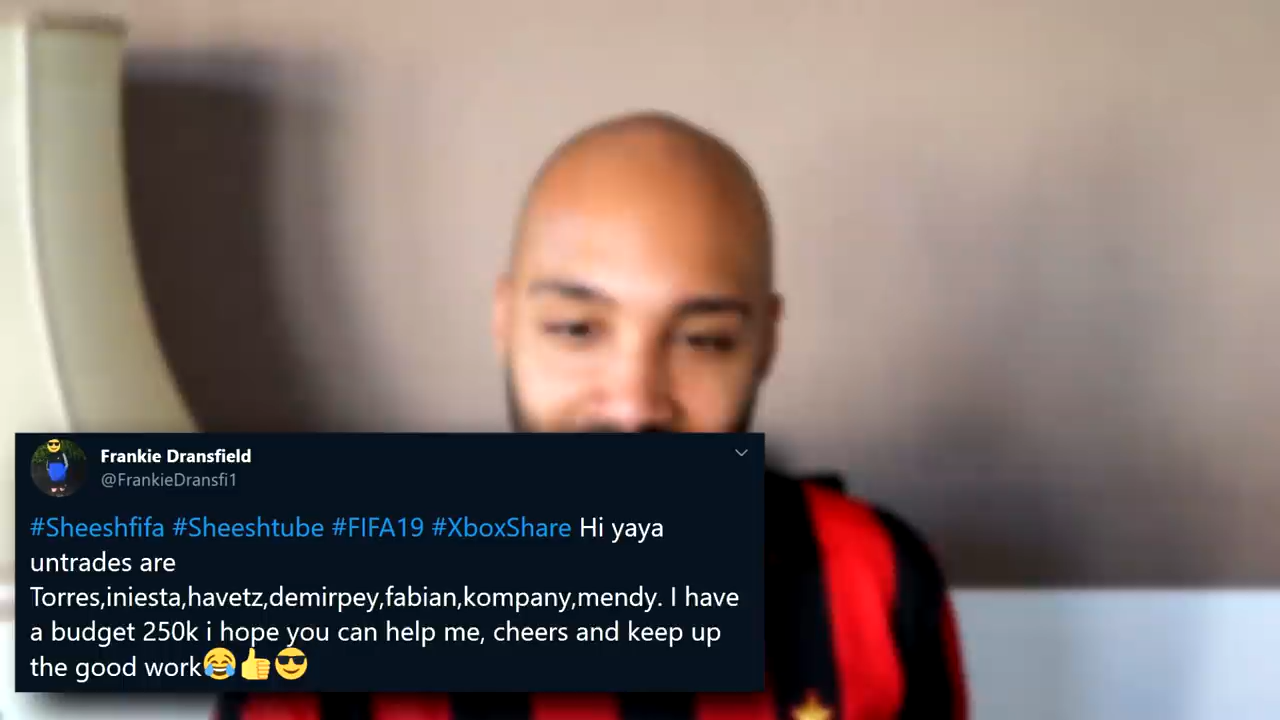 Frankie Dransfield
@FrankieDransfi1
#Sheeshfifa #Sheeshtube #FIFA19 #XboxShare Hi yaya
untrades are
Torres,iniesta,havetz,demirpey,fabian,kompany,mendy. I have
a budget 250k i hope you can help me, cheers and keep up
the good work😂👍😎